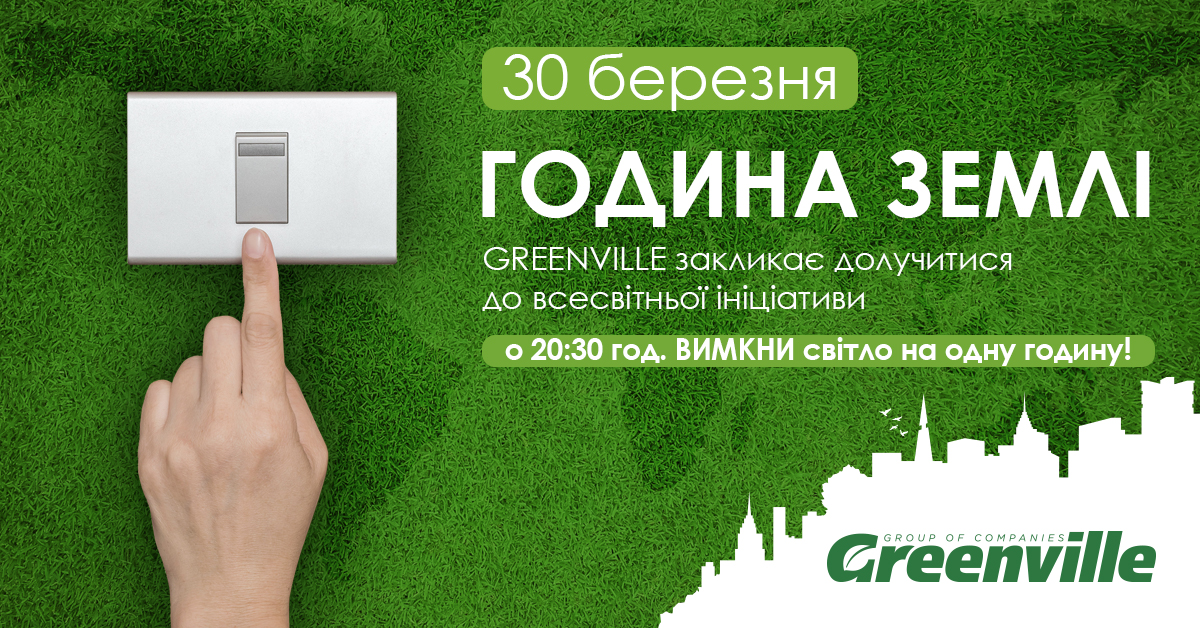 30 березня
ГОДИНА ЗЕМЛІ
GREENVILLE закликає долучитися
до всесвітньої ініціативи
о 20:30 год. ВИМКНИ світло на одну годину!
GROUP OF COMPANIES
Greenville